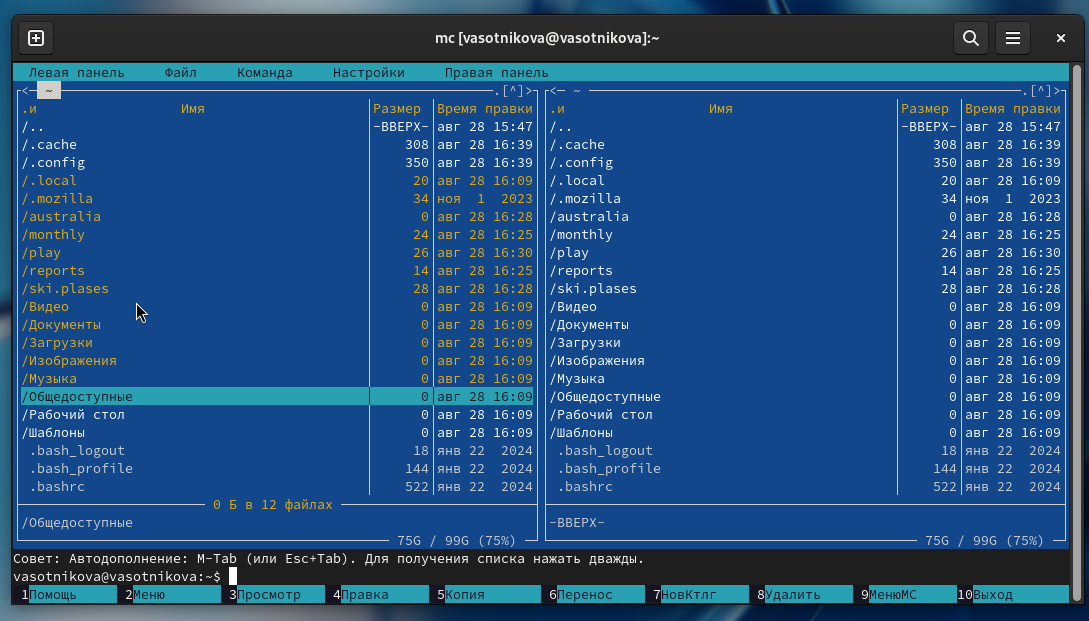 mc [vasotnikova@vasotnikova]:~
Левая панель Файл Команда Настройки Правая панель
<- ~ .[^]> <- ~ .[^]>
.и Имя Размер Время правки .и Имя Размер Время правки
/.. -ВВЕРХ- авг 28 15:47 /.. -ВВЕРХ- авг 28 15:47
/.cache 308 авг 28 16:39 /.cache 308 авг 28 16:39
/.config 350 авг 28 16:39 /.config 350 авг 28 16:39
/.local 20 авг 28 16:09 /.local 20 авг 28 16:09
/.mozilla 34 ноя 1 2023 /.mozilla 34 ноя 1 2023
/australia 0 авг 28 16:28 /australia 0 авг 28 16:28
/monthly 24 авг 28 16:25 /monthly 24 авг 28 16:25
/play 26 авг 28 16:30 /play 26 авг 28 16:30
/reports 14 авг 28 16:25 /reports 14 авг 28 16:25
/ski.plases 28 авг 28 16:28 /ski.plases 28 авг 28 16:28
/Видео 0 авг 28 16:09 /Видео 0 авг 28 16:09
/Документы 0 авг 28 16:09 /Документы 0 авг 28 16:09
/Загрузки 0 авг 28 16:09 /Загрузки 0 авг 28 16:09
/Изображения 0 авг 28 16:09 /Изображения 0 авг 28 16:09
/Музыка 0 авг 28 16:09 /Музыка 0 авг 28 16:09
/Общедоступные 0 авг 28 16:09 /Общедоступные 0 авг 28 16:09
/Рабочий стол 0 авг 28 16:09 /Рабочий стол 0 авг 28 16:09
/Шаблоны 0 авг 28 16:09 /Шаблоны 0 авг 28 16:09
.bash_logout 18 янв 22 2024 .bash_logout 18 янв 22 2024
.bash_profile 144 янв 22 2024 .bash_profile 144 янв 22 2024
.bashrc 522 янв 22 2024 .bashrc 522 янв 22 2024
0 Б в 12 файлах
/Общедоступные -ВВЕРХ-
75G / 99G (75%) 75G / 99G (75%)
Совет: Автодополнение: M-Tab (или Esc+Tab). Для получения списка нажать дважды.
vasotnikova@vasotnikova:~$
1Помощь 2Меню 3Просмотр 4Правка 5Копия 6Перенос 7НовКтлг 8Удалить 9МенюМС 10Выход